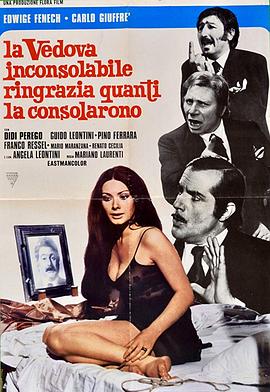 UNA PRODUZIONE FLORA FILM
EDWIGE FENECH - CARLO GIUFFRE'
la Vedova
inconsolabile
ringrazia quanti
la consolarono
con DIDI PEREGO GUIDO LEONTINI - PINO FERRARA
FRANCO RESSEL - MARIO MARANZANA - RENATO CECILIA
e con ANGELA LEONTINI - REGIA MARIANO LAURENTI
EASTMANCOLOR